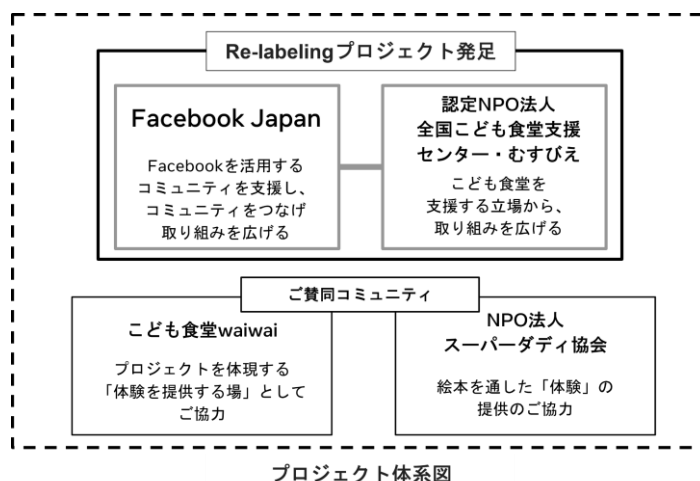 Re-labelingプロジェクト発足
Facebook Japan
Facebookを活用する
コミュニティを支援し、
コミュニティをつなげ
取り組みを広げる
認定NPO法人
全国こども食堂支援
センター・むすびえ
こども食堂を
支援する立場から、
取り組みを広げる
ご賛同コミュニティ
こども食堂waiwai
プロジェクトを体現する
「体験を提供する場」として
ご協力
NPO法人
スーパーダディ協会
絵本を通した「体験」の
提供のご協力
プロジェクト体系図